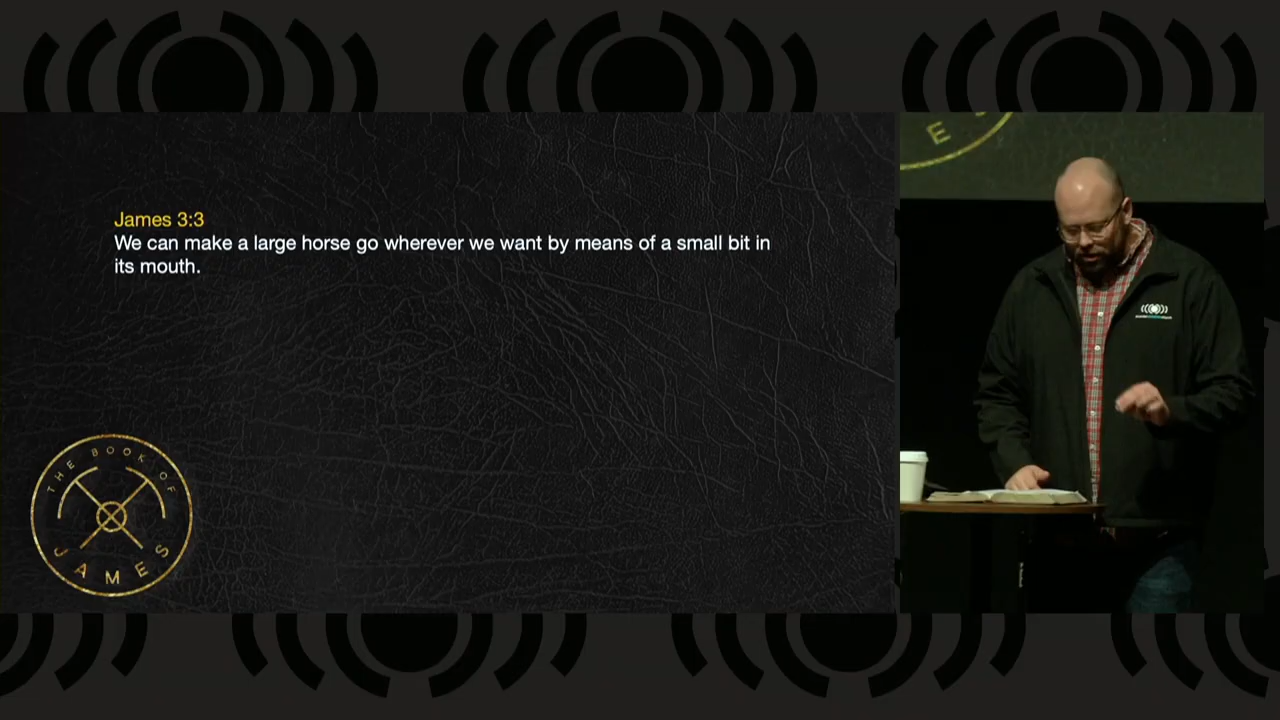 James 3:3
We can make a large horse go wherever we want by means of a small bit in
its mouth.
THE BOOK OF
JAMES
E